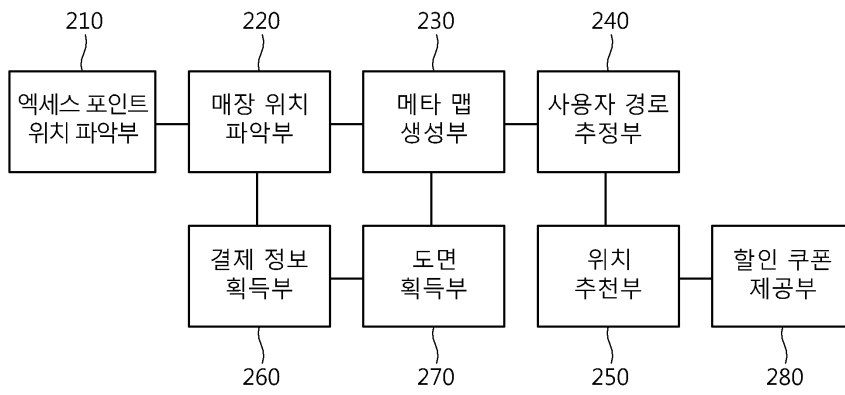 210
220
230
240
엑세스 포인트
위치 파악부
매장 위치
파악부
메타 맵
생성부
사용자 경로
추정부
결제 정보
획득부
도면
획득부
위치
추천부
할인 쿠폰
제공부
260
270
250
280